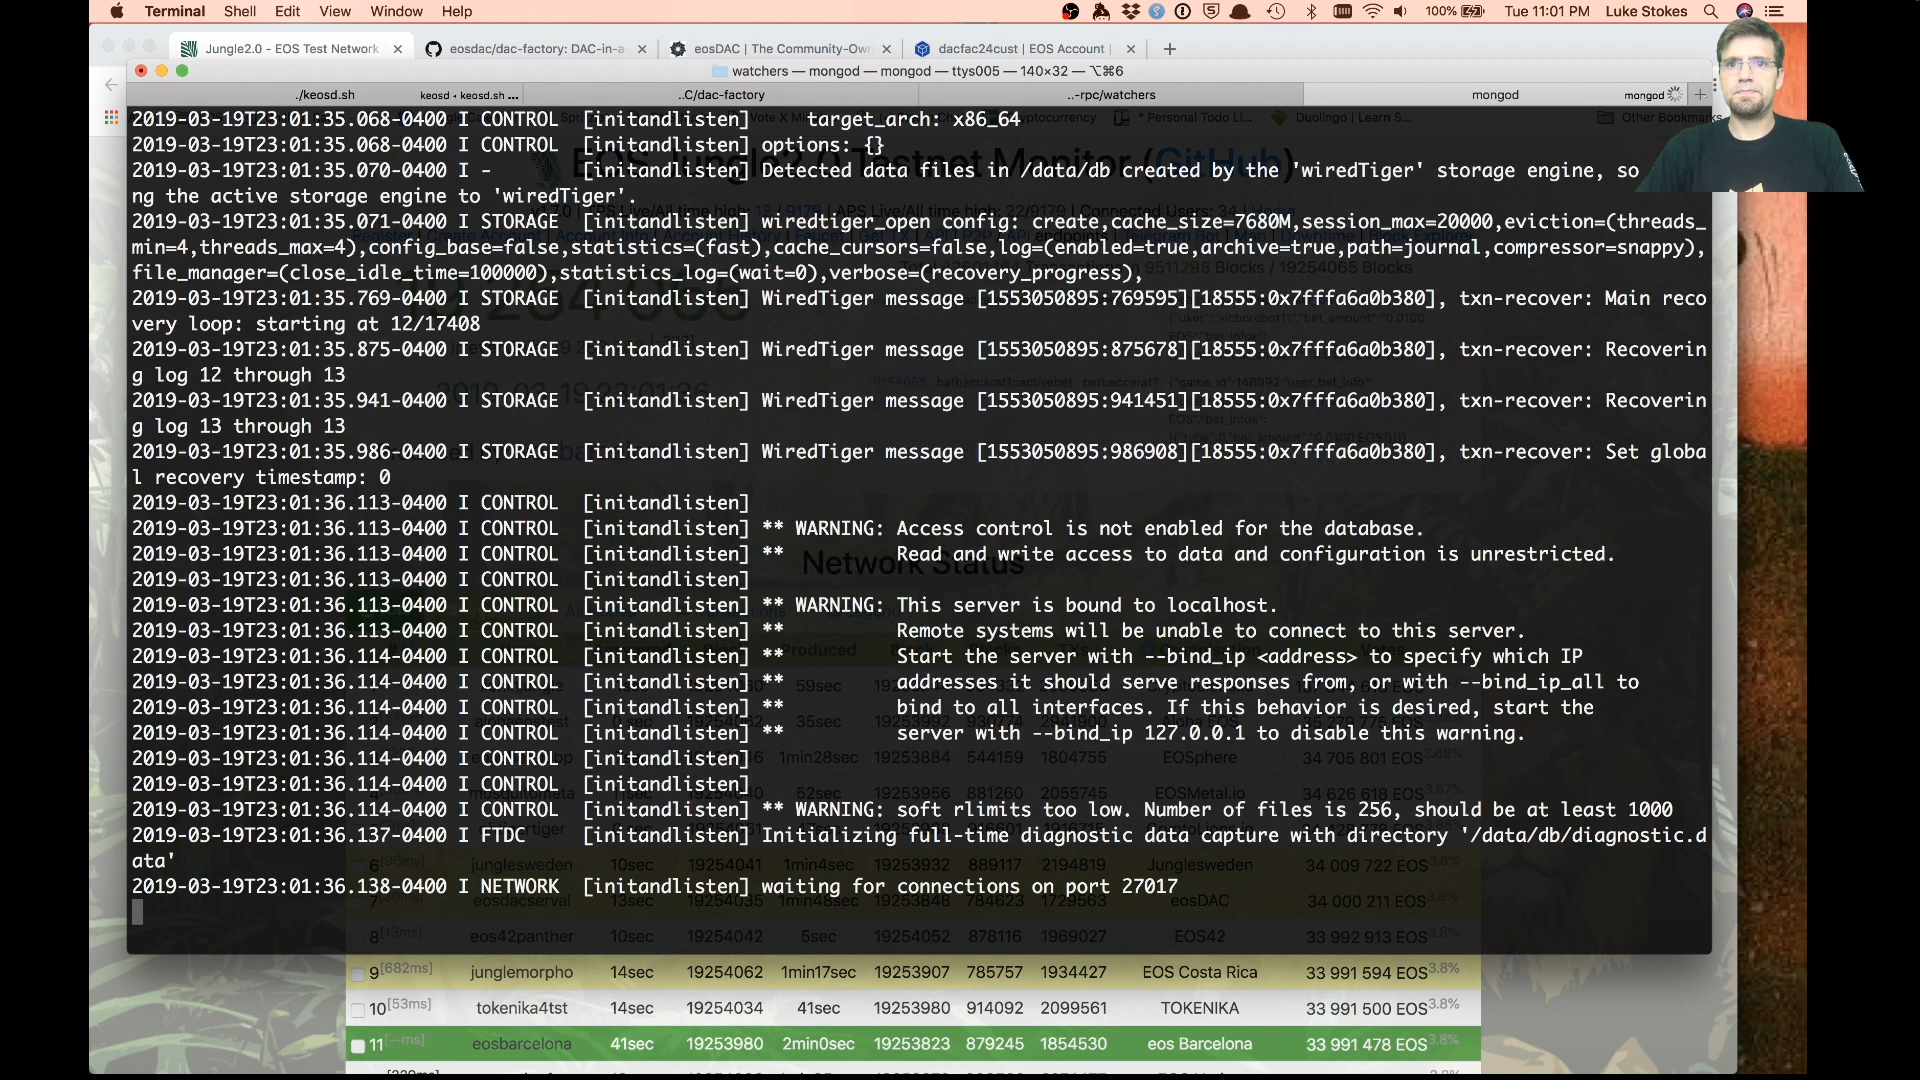 Terminal Shell Edit View Window Help 100% Tue 11:01 PM Luke Stokes
Jungle2.0 - EOS Test Network eosdac/dac-factory: DAC-in-a- eosDAC | The Community-Own dacfac24cust | EOS Account |
watchers — mongod — mongod — ttys005 — 140×32 — ⌥⌘6
./keosd.sh keosd • keosd.sh ... ..C/dac-factory ..-rpc/watchers mongod mongod
2019-03-19T23:01:35.068-0400 I CONTROL [initandlisten] target_arch: x86_64
2019-03-19T23:01:35.068-0400 I CONTROL [initandlisten] options: {}
2019-03-19T23:01:35.070-0400 I - [initandlisten] Detected data files in /data/db created by the 'wiredTiger' storage engine, so
ng the active storage engine to 'wiredTiger'.
2019-03-19T23:01:35.071-0400 I STORAGE [initandlisten] wiredtiger_open config: create,cache_size=7680M,session_max=20000,eviction=(threads_
min=4,threads_max=4),config_base=false,statistics=(fast),cache_cursors=false,log=(enabled=true,archive=true,path=journal,compressor=snappy),
file_manager=(close_idle_time=100000),statistics_log=(wait=0),verbose=(recovery_progress),
2019-03-19T23:01:35.769-0400 I STORAGE [initandlisten] WiredTiger message [1553050895:769595][18555:0x7fffa6a0b380], txn-recover: Main reco
very loop: starting at 12/17408
2019-03-19T23:01:35.875-0400 I STORAGE [initandlisten] WiredTiger message [1553050895:875678][18555:0x7fffa6a0b380], txn-recover: Recoverin
g log 12 through 13
2019-03-19T23:01:35.941-0400 I STORAGE [initandlisten] WiredTiger message [1553050895:941451][18555:0x7fffa6a0b380], txn-recover: Recoverin
g log 13 through 13
2019-03-19T23:01:35.986-0400 I STORAGE [initandlisten] WiredTiger message [1553050895:986908][18555:0x7fffa6a0b380], txn-recover: Set globa
l recovery timestamp: 0
2019-03-19T23:01:36.113-0400 I CONTROL [initandlisten]
2019-03-19T23:01:36.113-0400 I CONTROL [initandlisten] ** WARNING: Access control is not enabled for the database.
2019-03-19T23:01:36.113-0400 I CONTROL [initandlisten] ** Read and write access to data and configuration is unrestricted.
2019-03-19T23:01:36.113-0400 I CONTROL [initandlisten]
2019-03-19T23:01:36.113-0400 I CONTROL [initandlisten] ** WARNING: This server is bound to localhost.
2019-03-19T23:01:36.113-0400 I CONTROL [initandlisten] ** Remote systems will be unable to connect to this server.
2019-03-19T23:01:36.114-0400 I CONTROL [initandlisten] ** Start the server with --bind_ip <address> to specify which IP
2019-03-19T23:01:36.114-0400 I CONTROL [initandlisten] ** addresses it should serve responses from, or with --bind_ip_all to
2019-03-19T23:01:36.114-0400 I CONTROL [initandlisten] ** bind to all interfaces. If this behavior is desired, start the
2019-03-19T23:01:36.114-0400 I CONTROL [initandlisten] ** server with --bind_ip 127.0.0.1 to disable this warning.
2019-03-19T23:01:36.114-0400 I CONTROL [initandlisten]
2019-03-19T23:01:36.114-0400 I CONTROL [initandlisten]
2019-03-19T23:01:36.114-0400 I CONTROL [initandlisten] ** WARNING: soft rlimits too low. Number of files is 256, should be at least 1000
2019-03-19T23:01:36.137-0400 I FTDC [initandlisten] Initializing full-time diagnostic data capture with directory '/data/db/diagnostic.d
ata'
2019-03-19T23:01:36.138-0400 I NETWORK [initandlisten] waiting for connections on port 27017
6 [96ms] junglesweden 10sec 19254041 1min4sec 19253932 889117 2194819 Junglesweden 34 009 722 EOS 3.8%
7 eosdacserval 13sec 19254035 1min48sec 19253848 784623 1729563 eosDAC 34 000 211 EOS 3.8%
8 [13ms] eos42panther 10sec 19254042 5sec 19254052 878116 1969027 EOS42 33 992 913 EOS 3.8%
9 [682ms] junglemorpho 14sec 19254062 1min17sec 19253907 785757 1934427 EOS Costa Rica 33 991 594 EOS 3.8%
10 [53ms] tokenika4tst 14sec 19254034 41sec 19253980 914092 2099561 TOKENIKA 33 991 500 EOS 3.8%
11 [--ms] eosbarcelona 41sec 19253980 2min0sec 19253823 879245 1854530 eos Barcelona 33 991 478 EOS 3.8%